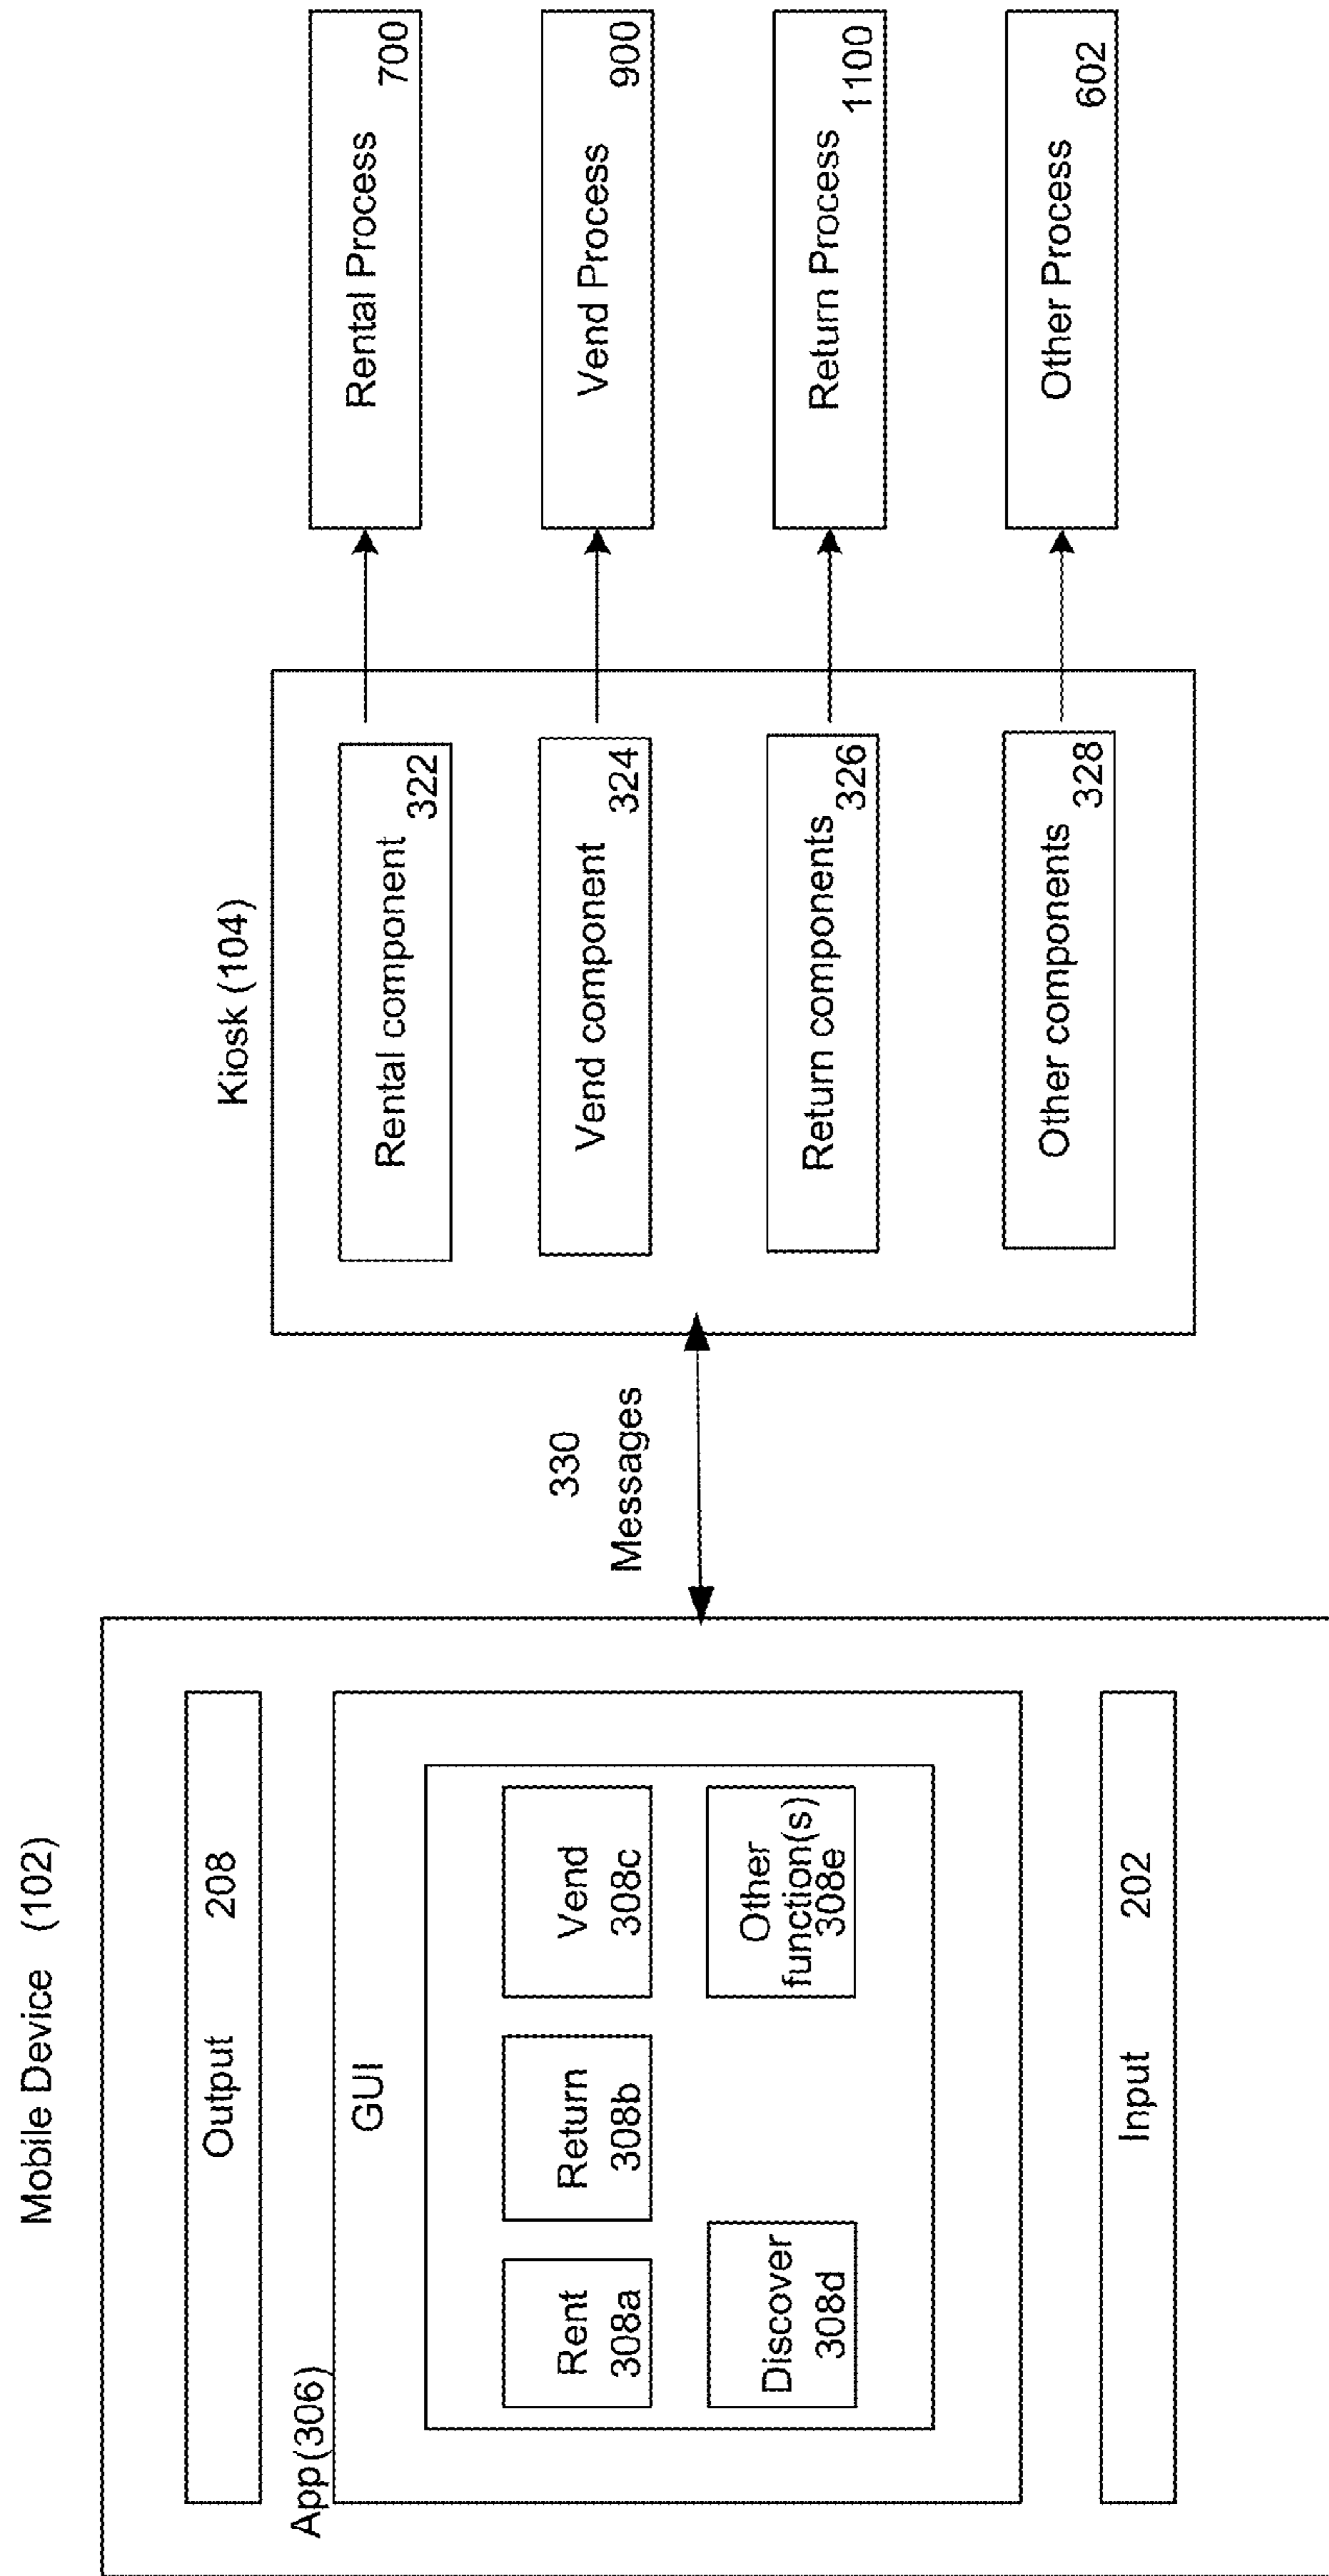 Mobile Device (102)
Output 208
App(306)
GUI
Rent
308a
Return
308b
Vend
308c
Discover
308d
Other
function(s)
308e
Input 202
330
Messages
Kiosk (104)
Rental component
322
Vend component
324
Return components
326
Other components
328
Rental Process
700
Vend Process
900
Return Process
1100
Other Process
602